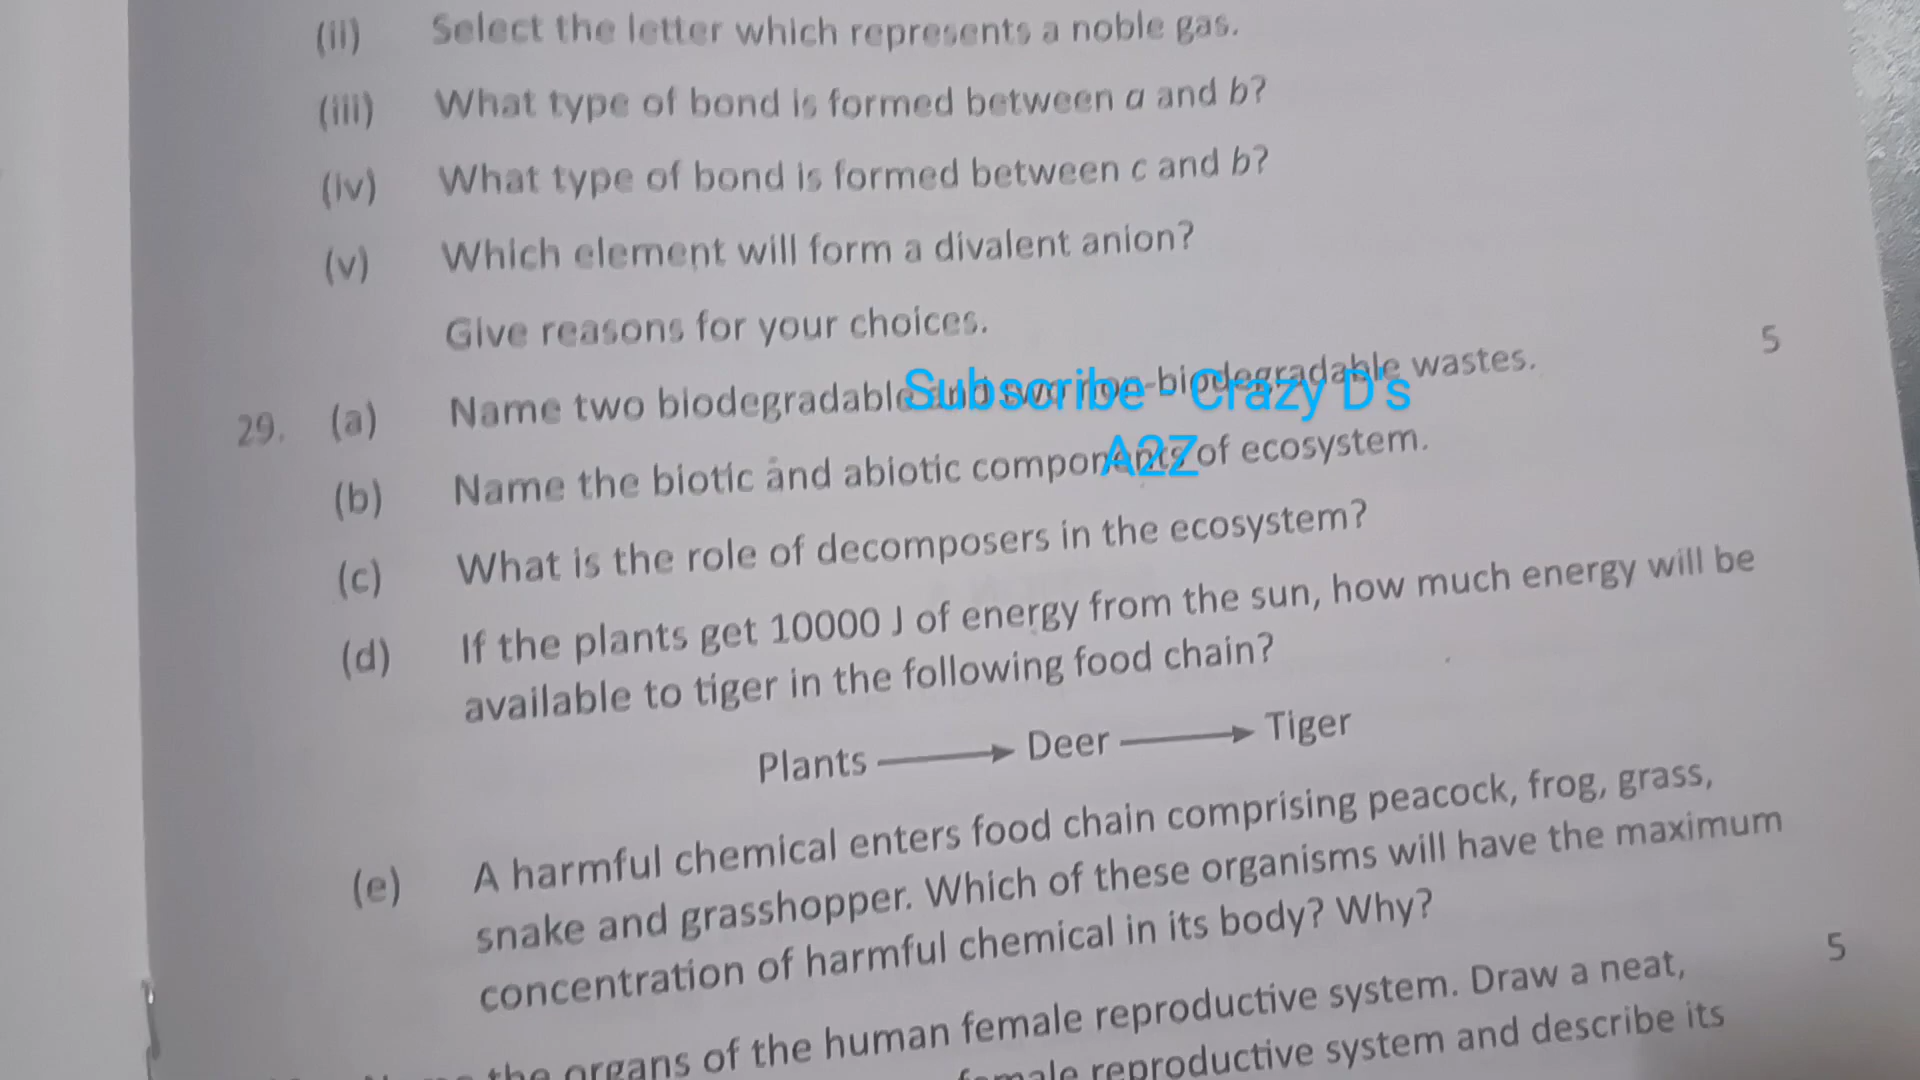 (ii) Select the letter which represents a noble gas.
(iii) What type of bond is formed between a and b?
(iv) What type of bond is formed between c and b?
(v) Which element will form a divalent anion?
Give reasons for your choices.
5
29. (a) Name two biodegradable and two non-biodegradable wastes.
Subscribe - Crazy D's
A2Z
(b) Name the biotic and abiotic components of ecosystem.
(c) What is the role of decomposers in the ecosystem?
(d) If the plants get 10000 J of energy from the sun, how much energy will be
available to tiger in the following food chain?
Plants → Deer → Tiger
(e) A harmful chemical enters food chain comprising peacock, frog, grass,
snake and grasshopper. Which of these organisms will have the maximum
concentration of harmful chemical in its body? Why?
5
the organs of the human female reproductive system. Draw a neat,
female reproductive system and describe its